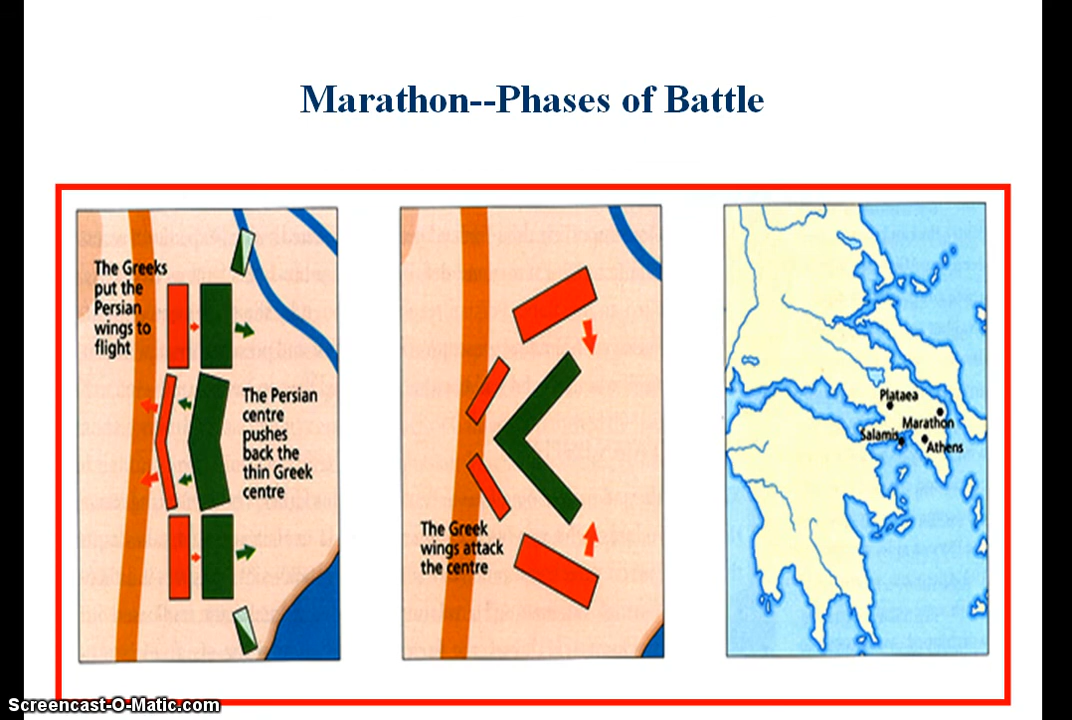 Marathon--Phases of Battle
The Greeks
put the
Persian
wings to
flight
The Persian
centre
pushes
back the
thin Greek
centre
The Greek
wings attack
the centre
Plataea
Marathon
Salamis
Athens
Screencast-O-Matic.com